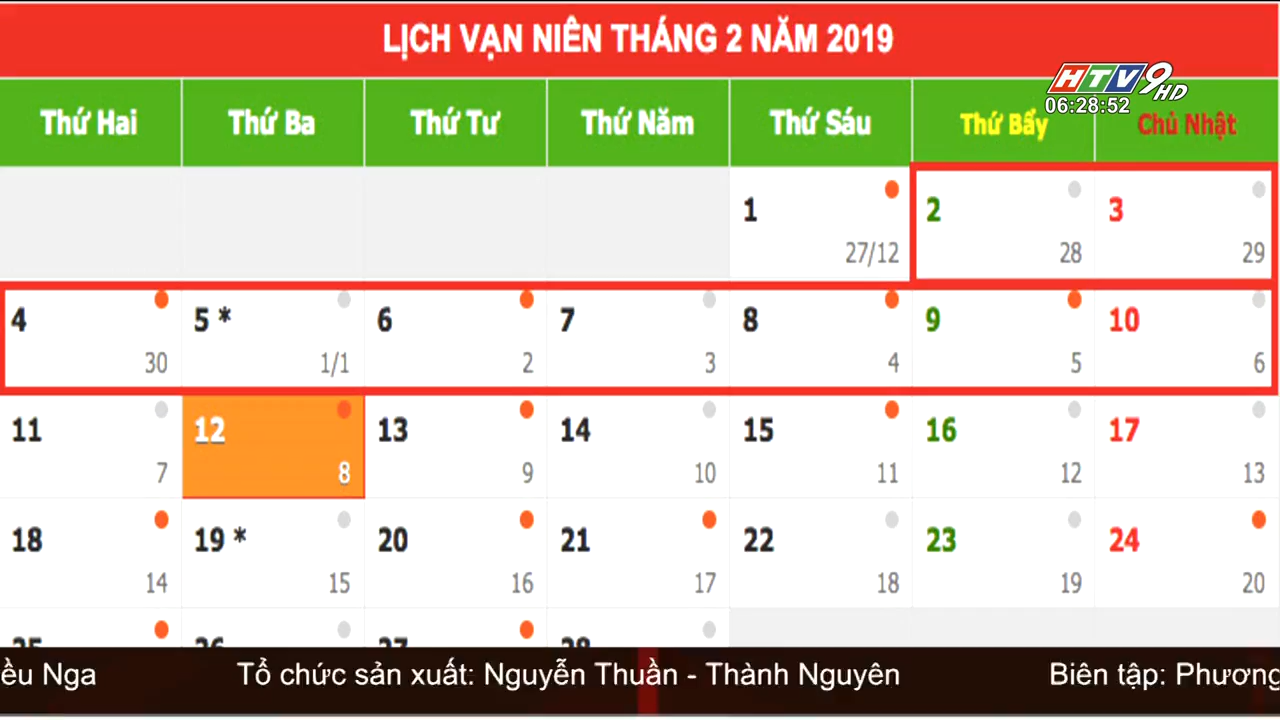 LỊCH VẠN NIÊN THÁNG 2 NĂM 2019
HTV9 HD
06:28:52
Thứ Hai Thứ Ba Thứ Tư Thứ Năm Thứ Sáu Thứ Bẩy Chủ Nhật
1 2 3
27/12 28 29
4 5 * 6 7 8 9 10
30 1/1 2 3 4 5 6
11 12 13 14 15 16 17
7 8 9 10 11 12 13
18 19 * 20 21 22 23 24
14 15 16 17 18 19 20
25 26 27 28
ều Nga Tổ chức sản xuất: Nguyễn Thuần - Thành Nguyên Biên tập: Phương